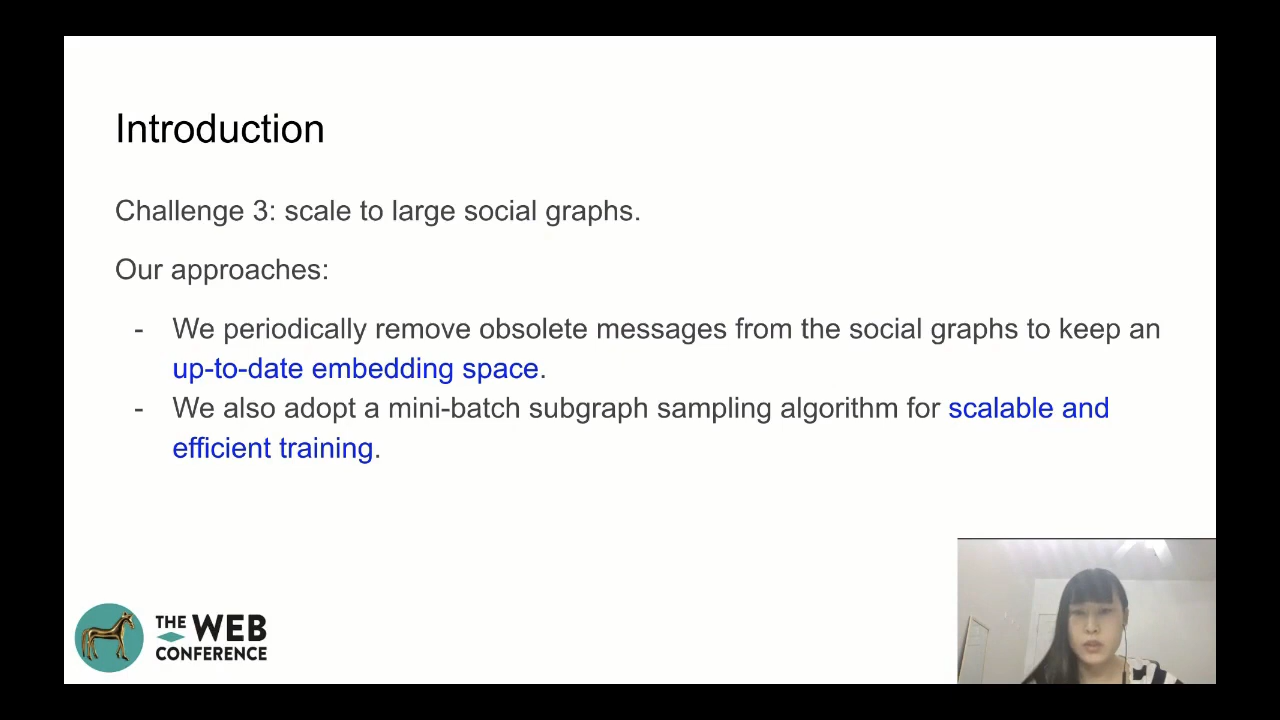 Introduction
Challenge 3: scale to large social graphs.
Our approaches:
- We periodically remove obsolete messages from the social graphs to keep an
up-to-date embedding space.
- We also adopt a mini-batch subgraph sampling algorithm for scalable and
efficient training.
THE WEB
CONFERENCE